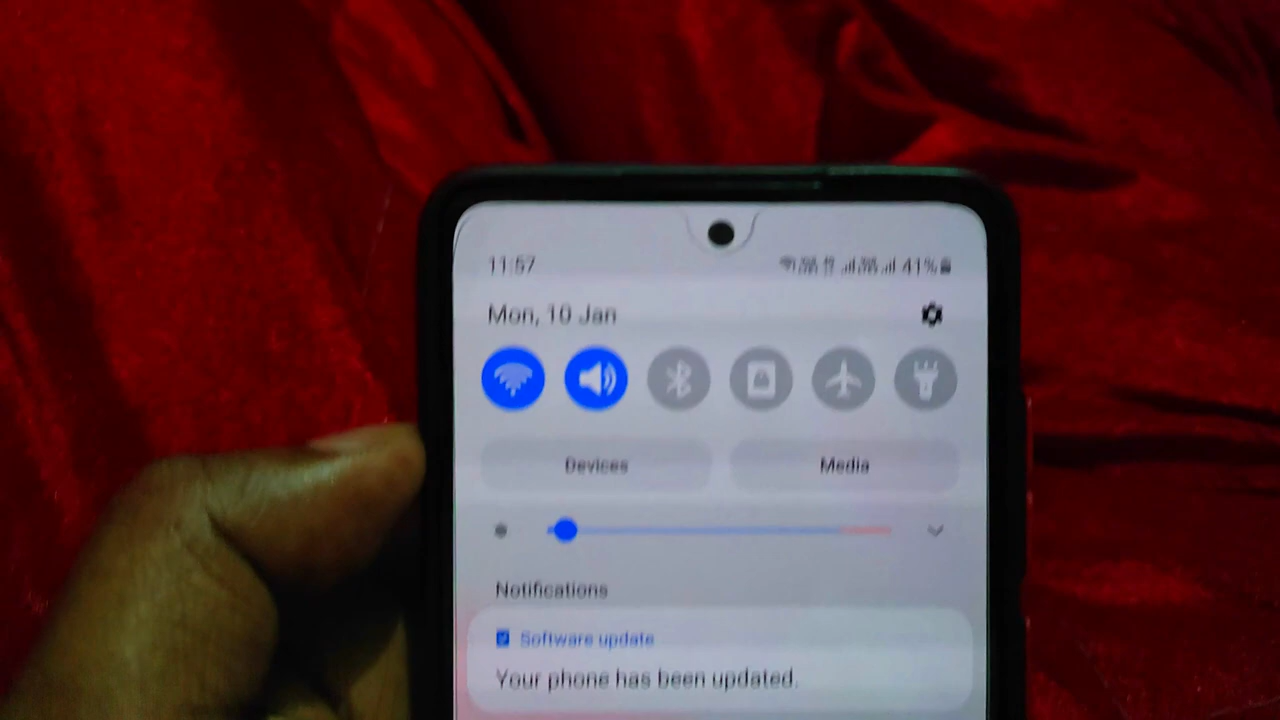 11:57
41%
Mon, 10 Jan
Devices
Media
Notifications
Software update
Your phone has been updated.